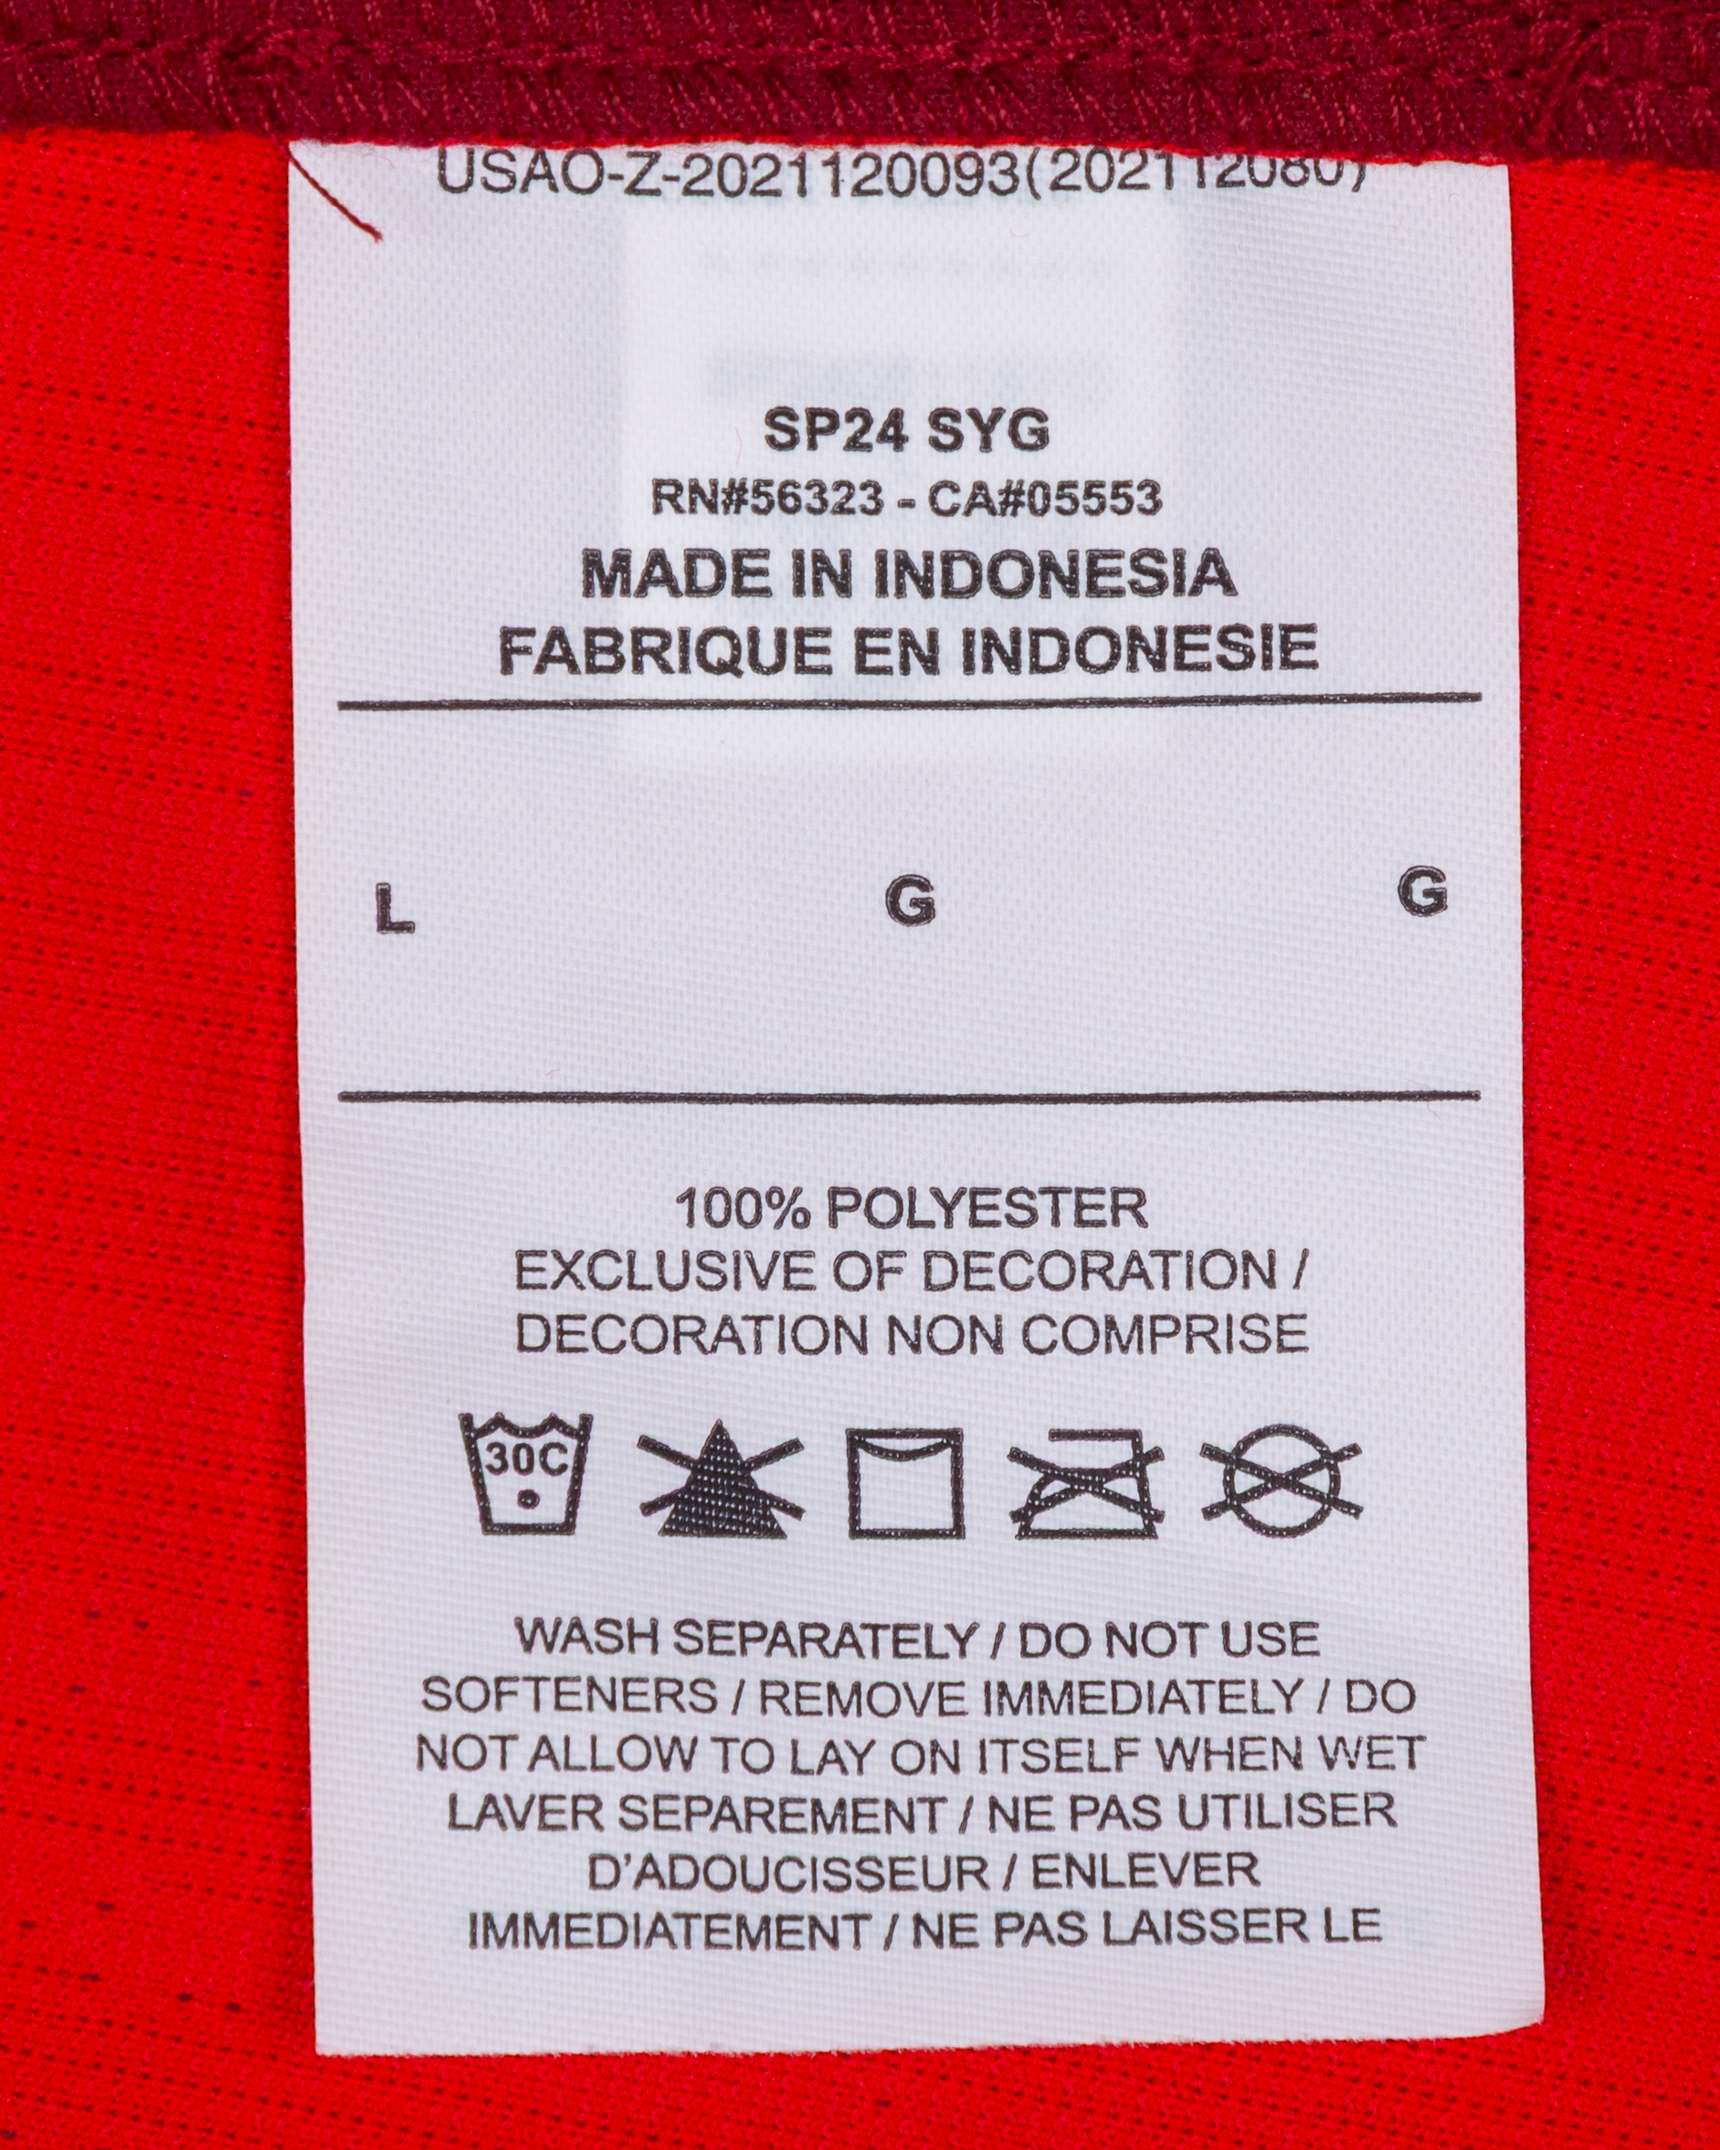 USAO-Z-2021120093(202112080)
SP24 SYG
RN#56323 - CA#05553
MADE IN INDONESIA
FABRIQUE EN INDONESIE
L G G
100% POLYESTER
EXCLUSIVE OF DECORATION /
DECORATION NON COMPRISE
30C
WASH SEPARATELY / DO NOT USE
SOFTENERS / REMOVE IMMEDIATELY / DO
NOT ALLOW TO LAY ON ITSELF WHEN WET
LAVER SEPAREMENT / NE PAS UTILISER
D'ADOUCISSEUR / ENLEVER
IMMEDIATEMENT / NE PAS LAISSER LE